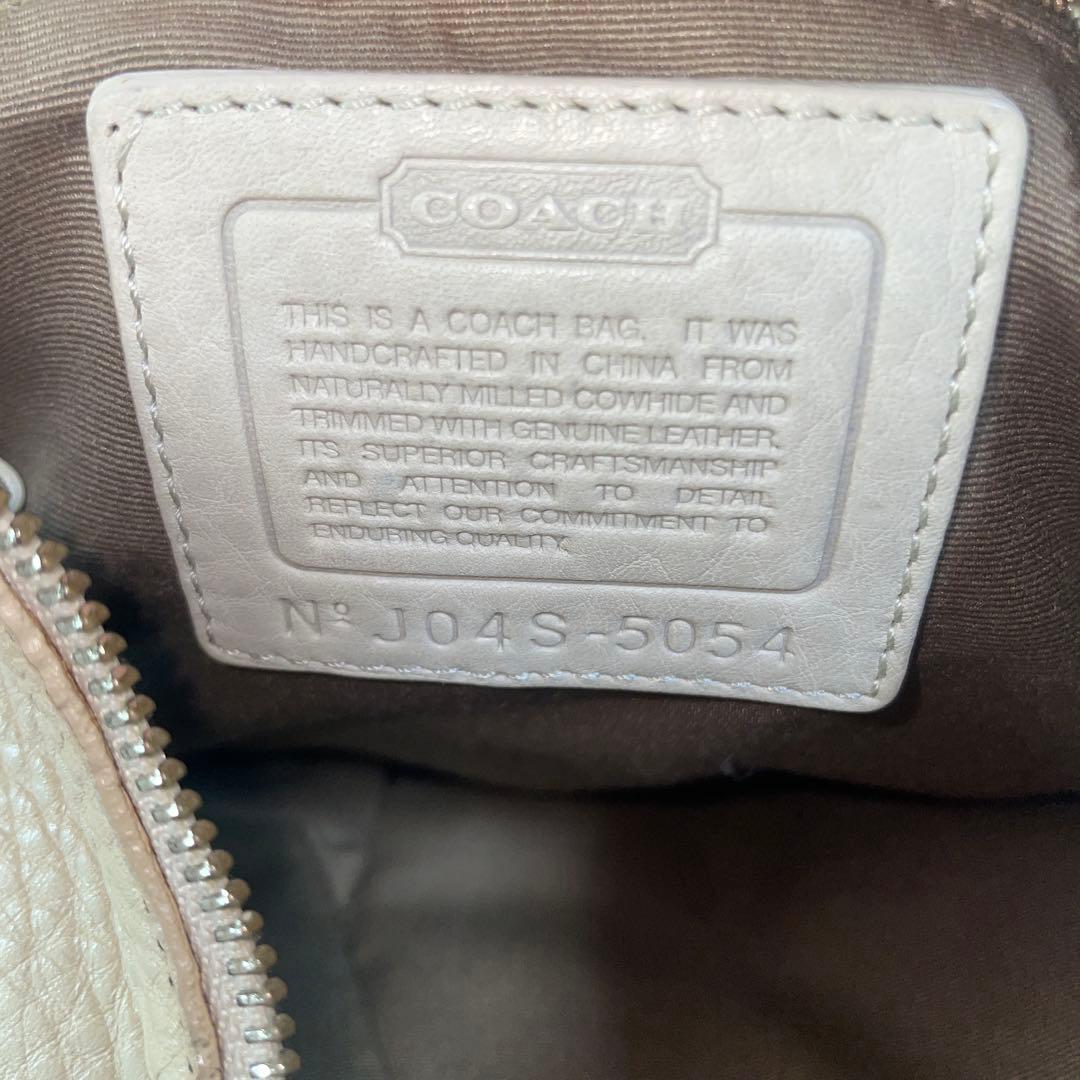 COACH
THIS IS A COACH BAG. IT WAS
HANDCRAFTED IN CHINA FROM
NATURALLY MILLED COWHIDE AND
TRIMMED WITH GENUINE LEATHER.
ITS SUPERIOR CRAFTSMANSHIP
AND ATTENTION TO DETAIL
REFLECT OUR COMMITMENT TO
ENDURING QUALITY.
Nº J04S-5054